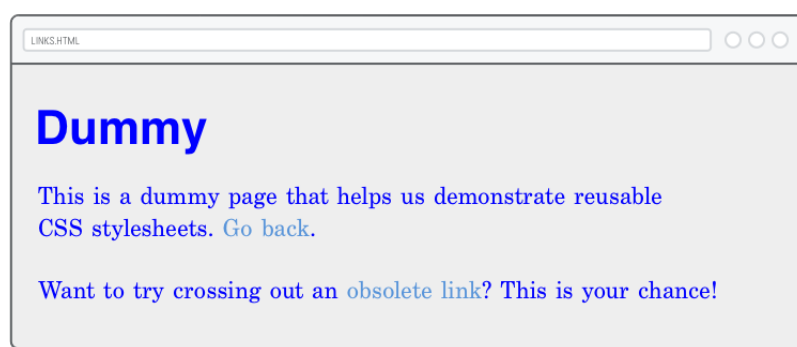 LINKS.HTML
Dummy
This is a dummy page that helps us demonstrate reusable
CSS stylesheets. Go back.
Want to try crossing out an obsolete link? This is your chance!